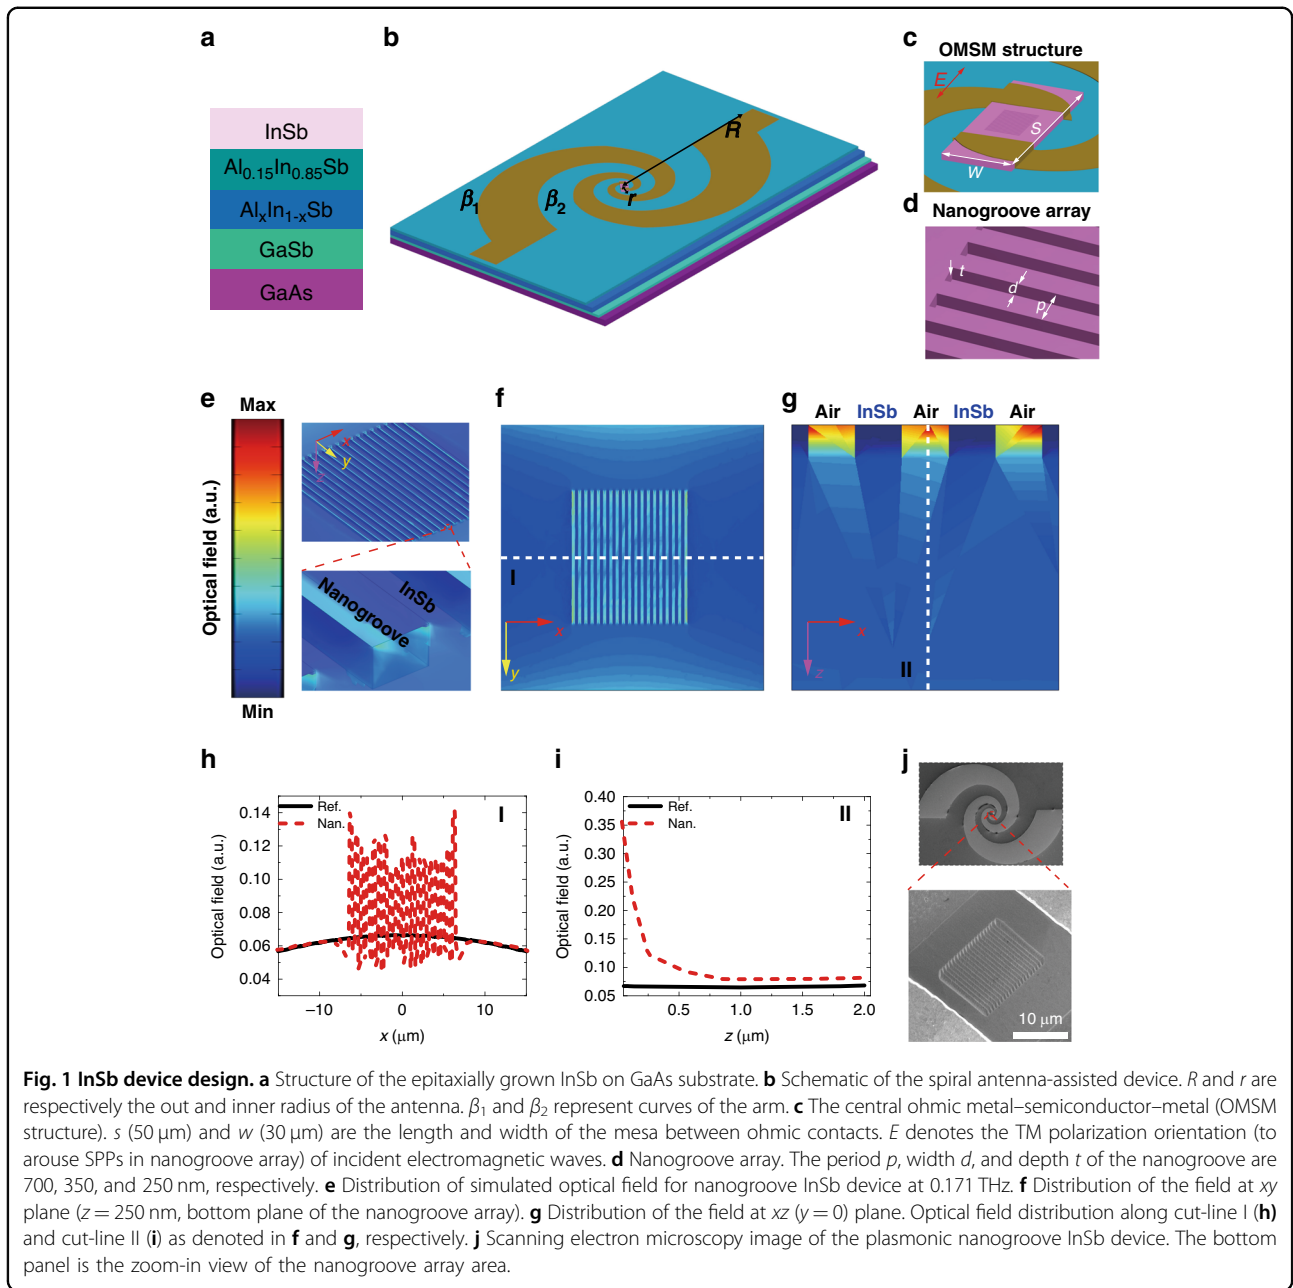 a
InSb
Al0.15In0.85Sb
AlxIn1-xSb
GaSb
GaAs
b
R
r
β1
β2
c
OMSM structure
E
S
W
d
Nanogroove array
t
d
p
e
Max
Optical field (a.u.)
Min
x
y
z
InSb
Nanogroove
f
I
x
y
g
Air InSb Air InSb Air
x
z
II
h
Ref.
Nan.
I
0.14
0.12
0.10
0.08
0.06
0.04
Optical field (a.u.)
−10 0 10
x (μm)
i
Ref.
Nan.
II
0.40
0.35
0.30
0.25
0.20
0.15
0.10
0.05
Optical field (a.u.)
0.5 1.0 1.5 2.0
z (μm)
j
10 μm
Fig. 1 InSb device design. a Structure of the epitaxially grown InSb on GaAs substrate. b Schematic of the spiral antenna-assisted device. R and r are
respectively the out and inner radius of the antenna. β1 and β2 represent curves of the arm. c The central ohmic metal–semiconductor–metal (OMSM
structure). s (50 μm) and w (30 μm) are the length and width of the mesa between ohmic contacts. E denotes the TM polarization orientation (to
arouse SPPs in nanogroove array) of incident electromagnetic waves. d Nanogroove array. The period p, width d, and depth t of the nanogroove are
700, 350, and 250 nm, respectively. e Distribution of simulated optical field for nanogroove InSb device at 0.171 THz. f Distribution of the field at xy
plane (z = 250 nm, bottom plane of the nanogroove array). g Distribution of the field at xz (y = 0) plane. Optical field distribution along cut-line I (h)
and cut-line II (i) as denoted in f and g, respectively. j Scanning electron microscopy image of the plasmonic nanogroove InSb device. The bottom
panel is the zoom-in view of the nanogroove array area.